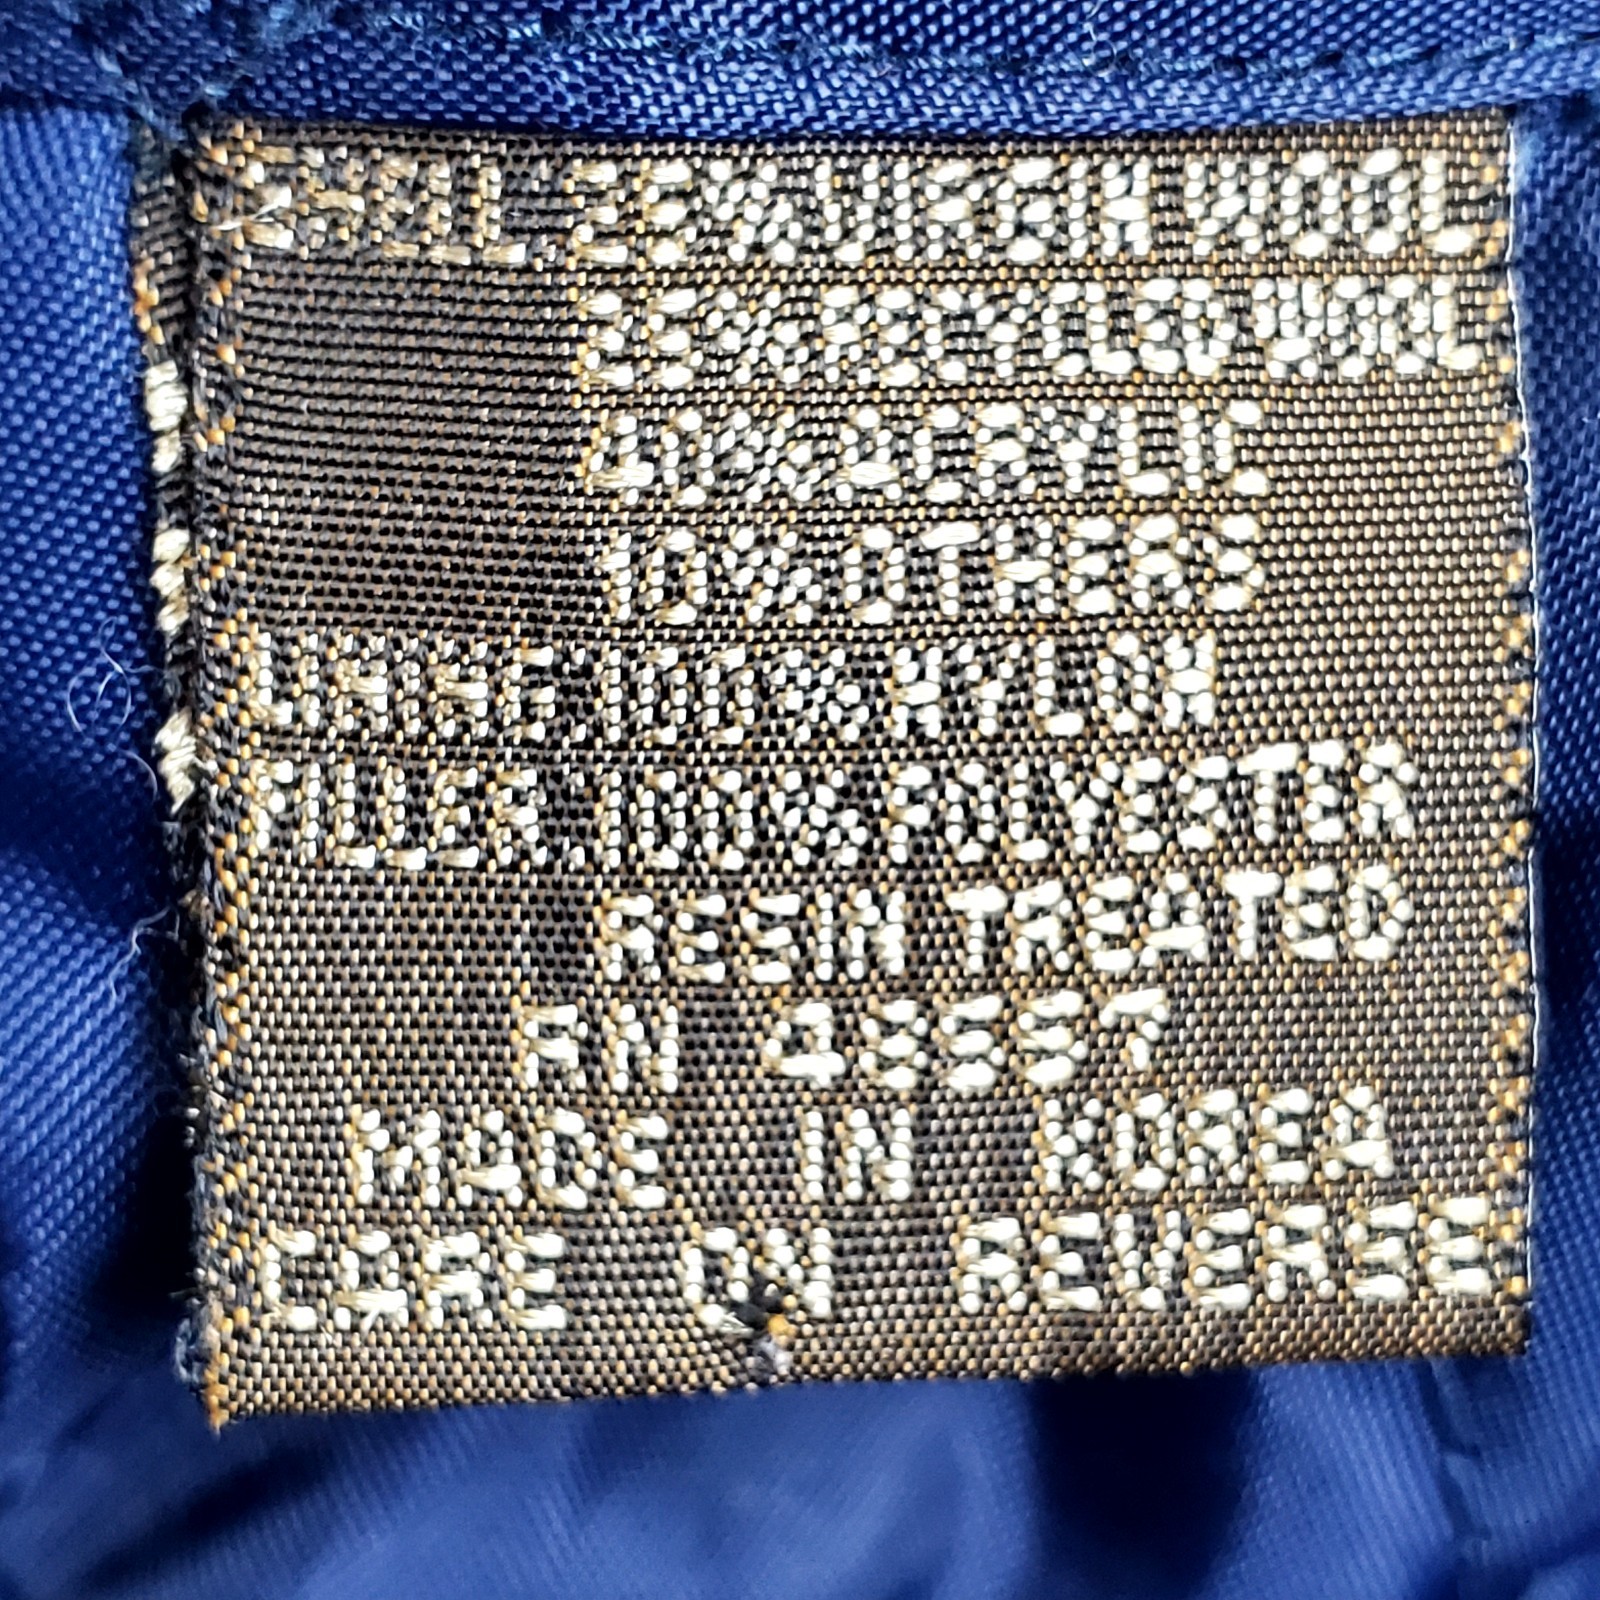 SHELL 25% VIRGIN WOOL
25% RECYCLED WOOL
40% ACRYLIC
10% OTHERS
LINING: 100% NYLON
FILLER: 100% POLYESTER
RESIN TREATED
RN 48557
MADE IN KOREA
CARE ON REVERSE